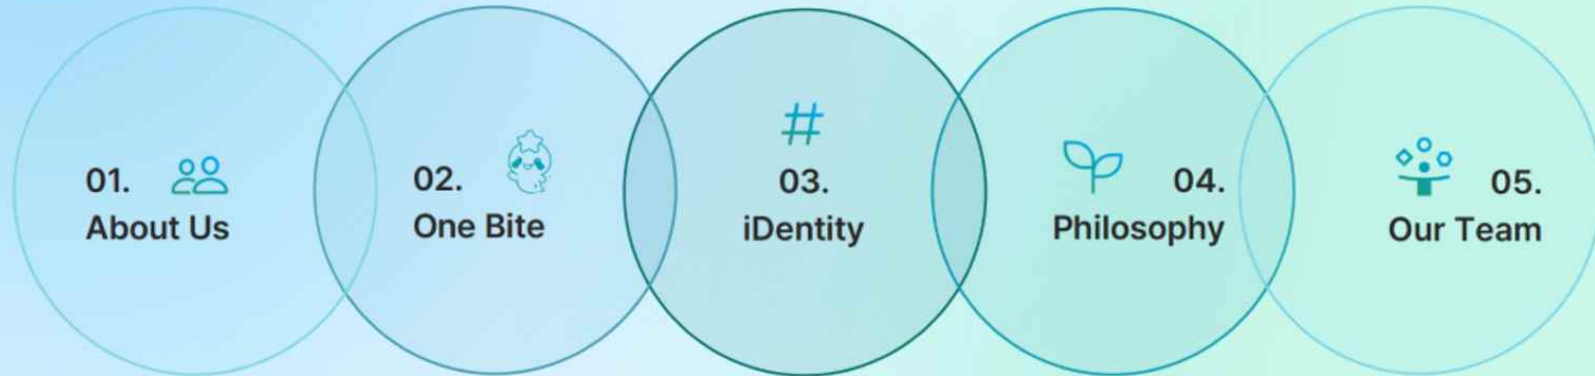 01.
About Us
02.
One Bite
#
03.
iDentity
04.
Philosophy
05.
Our Team